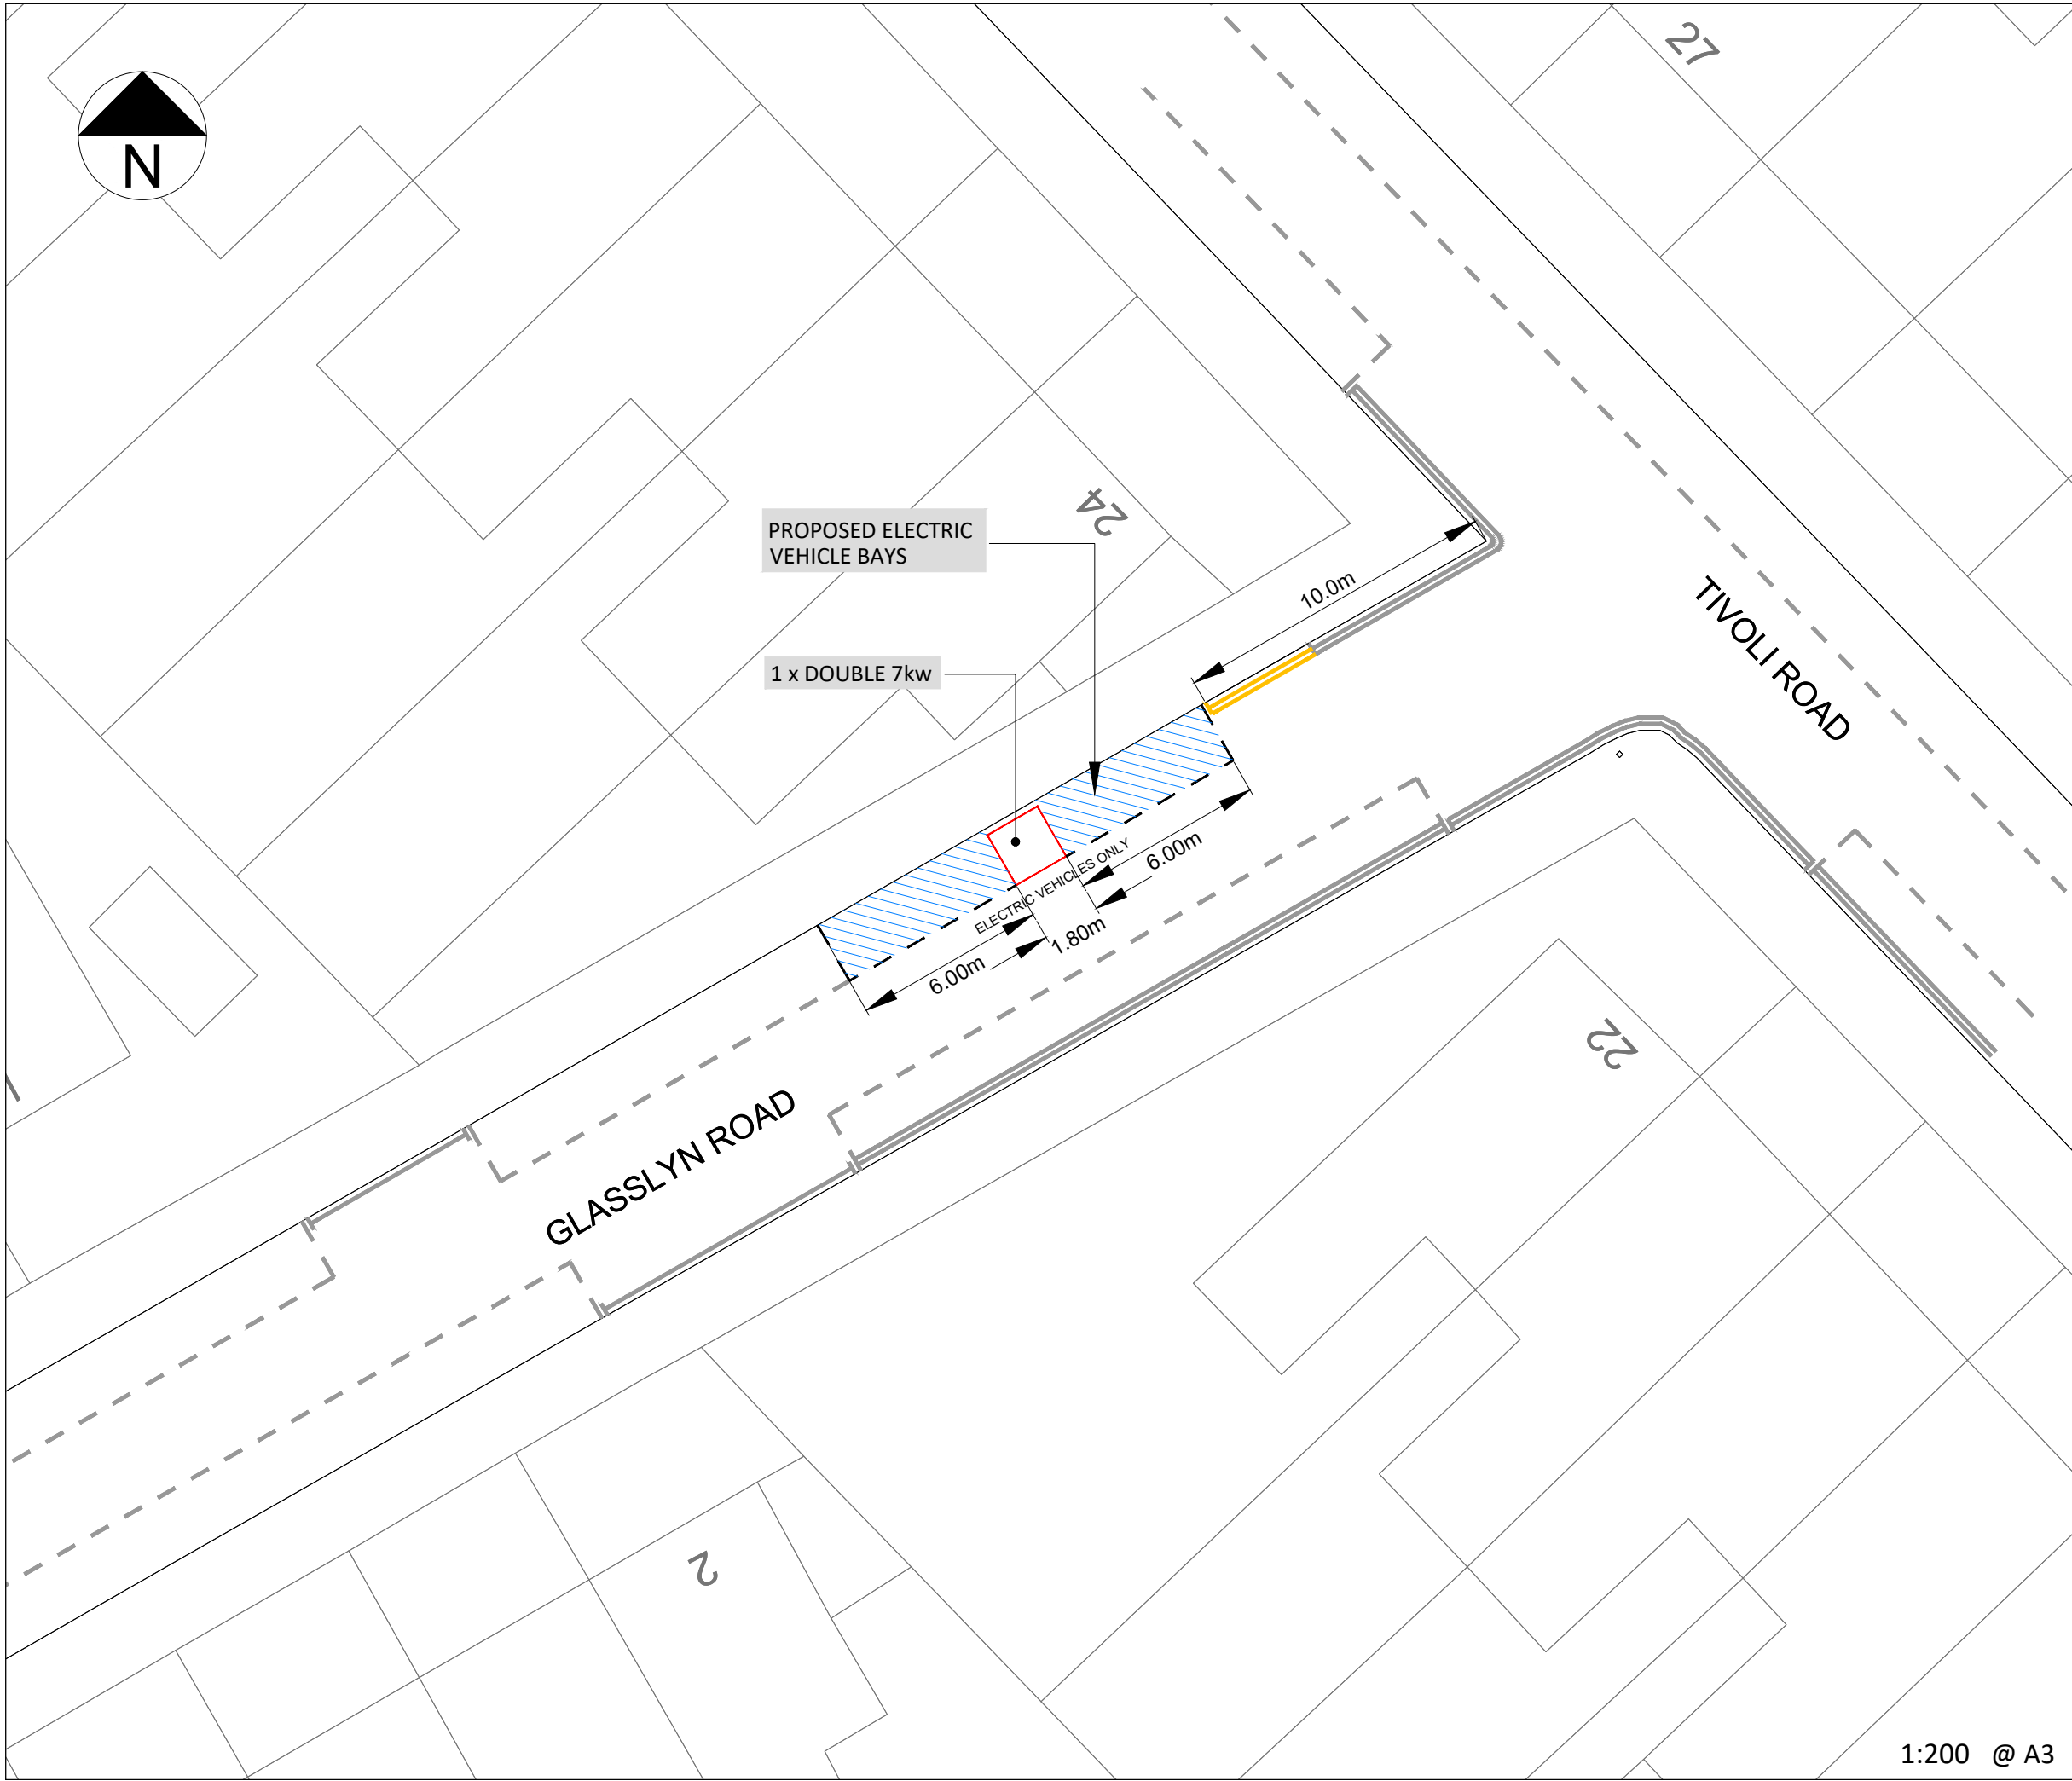 27
N
24
PROPOSED ELECTRIC
VEHICLE BAYS
10.0m
TIVOLI ROAD
1 x DOUBLE 7kw
ELECTRIC VEHICLES ONLY
6.00m
1.80m
6.00m
22
GLASSLYN ROAD
2
1:200 @ A3